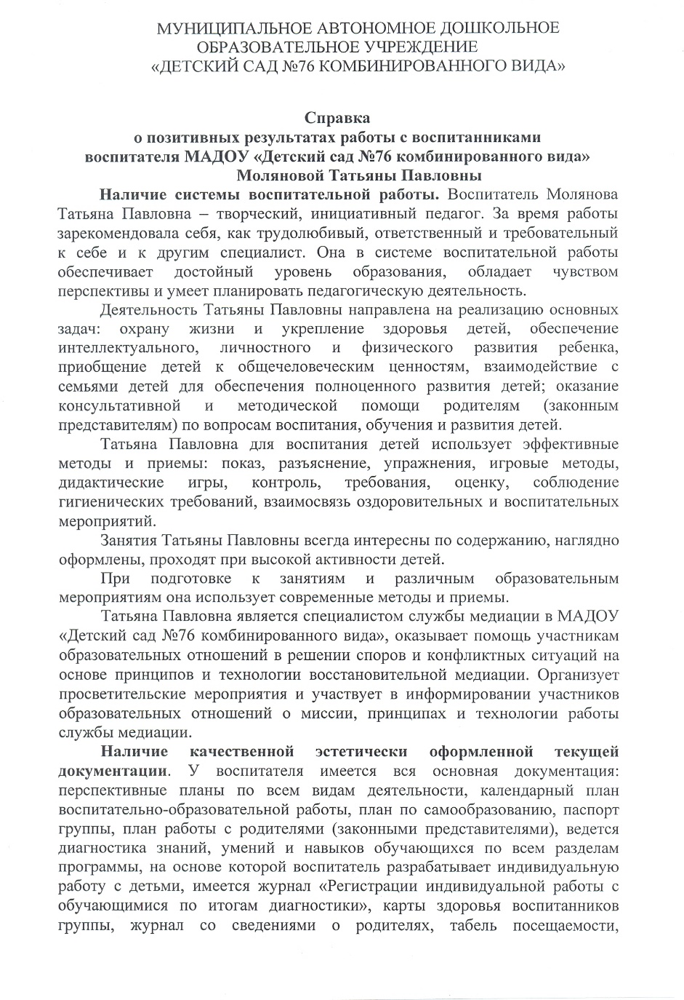 МУНИЦИПАЛЬНОЕ АВТОНОМНОЕ ДОШКОЛЬНОЕ
ОБРАЗОВАТЕЛЬНОЕ УЧРЕЖДЕНИЕ
«ДЕТСКИЙ САД №76 КОМБИНИРОВАННОГО ВИДА»
Справка
о позитивных результатах работы с воспитанниками
воспитателя МАДОУ «Детский сад №76 комбинированного вида»
Моляновой Татьяны Павловны
Наличие системы воспитательной работы. Воспитатель Молянова
Татьяна Павловна – творческий, инициативный педагог. За время работы
зарекомендовала себя, как трудолюбивый, ответственный и требовательный
к себе и к другим специалист. Она в системе воспитательной работы
обеспечивает достойный уровень образования, обладает чувством
перспективы и умеет планировать педагогическую деятельность.
Деятельность Татьяны Павловны направлена на реализацию основных
задач: охрану жизни и укрепление здоровья детей, обеспечение
интеллектуального, личностного и физического развития ребенка,
приобщение детей к общечеловеческим ценностям, взаимодействие с
семьями детей для обеспечения полноценного развития детей; оказание
консультативной и методической помощи родителям (законным
представителям) по вопросам воспитания, обучения и развития детей.
Татьяна Павловна для воспитания детей использует эффективные
методы и приемы: показ, разъяснение, упражнения, игровые методы,
дидактические игры, контроль, требования, оценку, соблюдение
гигиенических требований, взаимосвязь оздоровительных и воспитательных
мероприятий.
Занятия Татьяны Павловны всегда интересны по содержанию, наглядно
оформлены, проходят при высокой активности детей.
При подготовке к занятиям и различным образовательным
мероприятиям она использует современные методы и приемы.
Татьяна Павловна является специалистом службы медиации в МАДОУ
«Детский сад №76 комбинированного вида», оказывает помощь участникам
образовательных отношений в решении споров и конфликтных ситуаций на
основе принципов и технологии восстановительной медиации. Организует
просветительские мероприятия и участвует в информировании участников
образовательных отношений о миссии, принципах и технологии работы
службы медиации.
Наличие качественной эстетически оформленной текущей
документации. У воспитателя имеется вся основная документация:
перспективные планы по всем видам деятельности, календарный план
воспитательно-образовательной работы, план по самообразованию, паспорт
группы, план работы с родителями (законными представителями), ведется
диагностика знаний, умений и навыков обучающихся по всем разделам
программы, на основе которой воспитатель разрабатывает индивидуальную
работу с детьми, имеется журнал «Регистрации индивидуальной работы с
обучающимися по итогам диагностики», карты здоровья воспитанников
группы, журнал со сведениями о родителях, табель посещаемости,